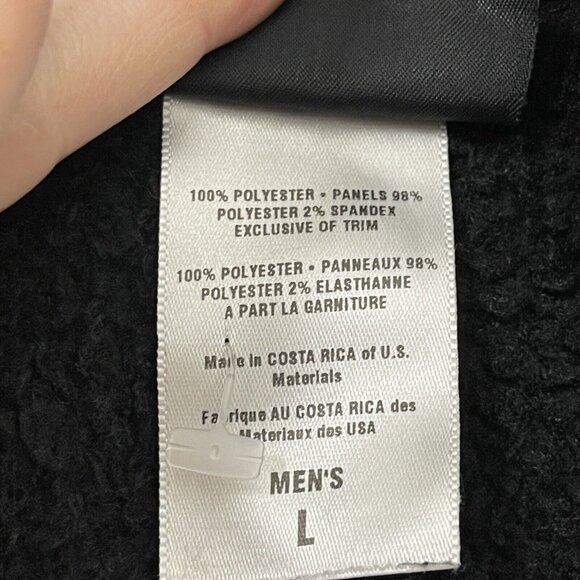 100% POLYESTER • PANELS 98%
POLYESTER 2% SPANDEX
EXCLUSIVE OF TRIM
100% POLYESTER • PANNEAUX 98%
POLYESTER 2% ELASTHANNE
A PART LA GARNITURE
Made in COSTA RICA of U.S.
Materials
Fabrique AU COSTA RICA des
Materiaux des USA
MEN'S
L